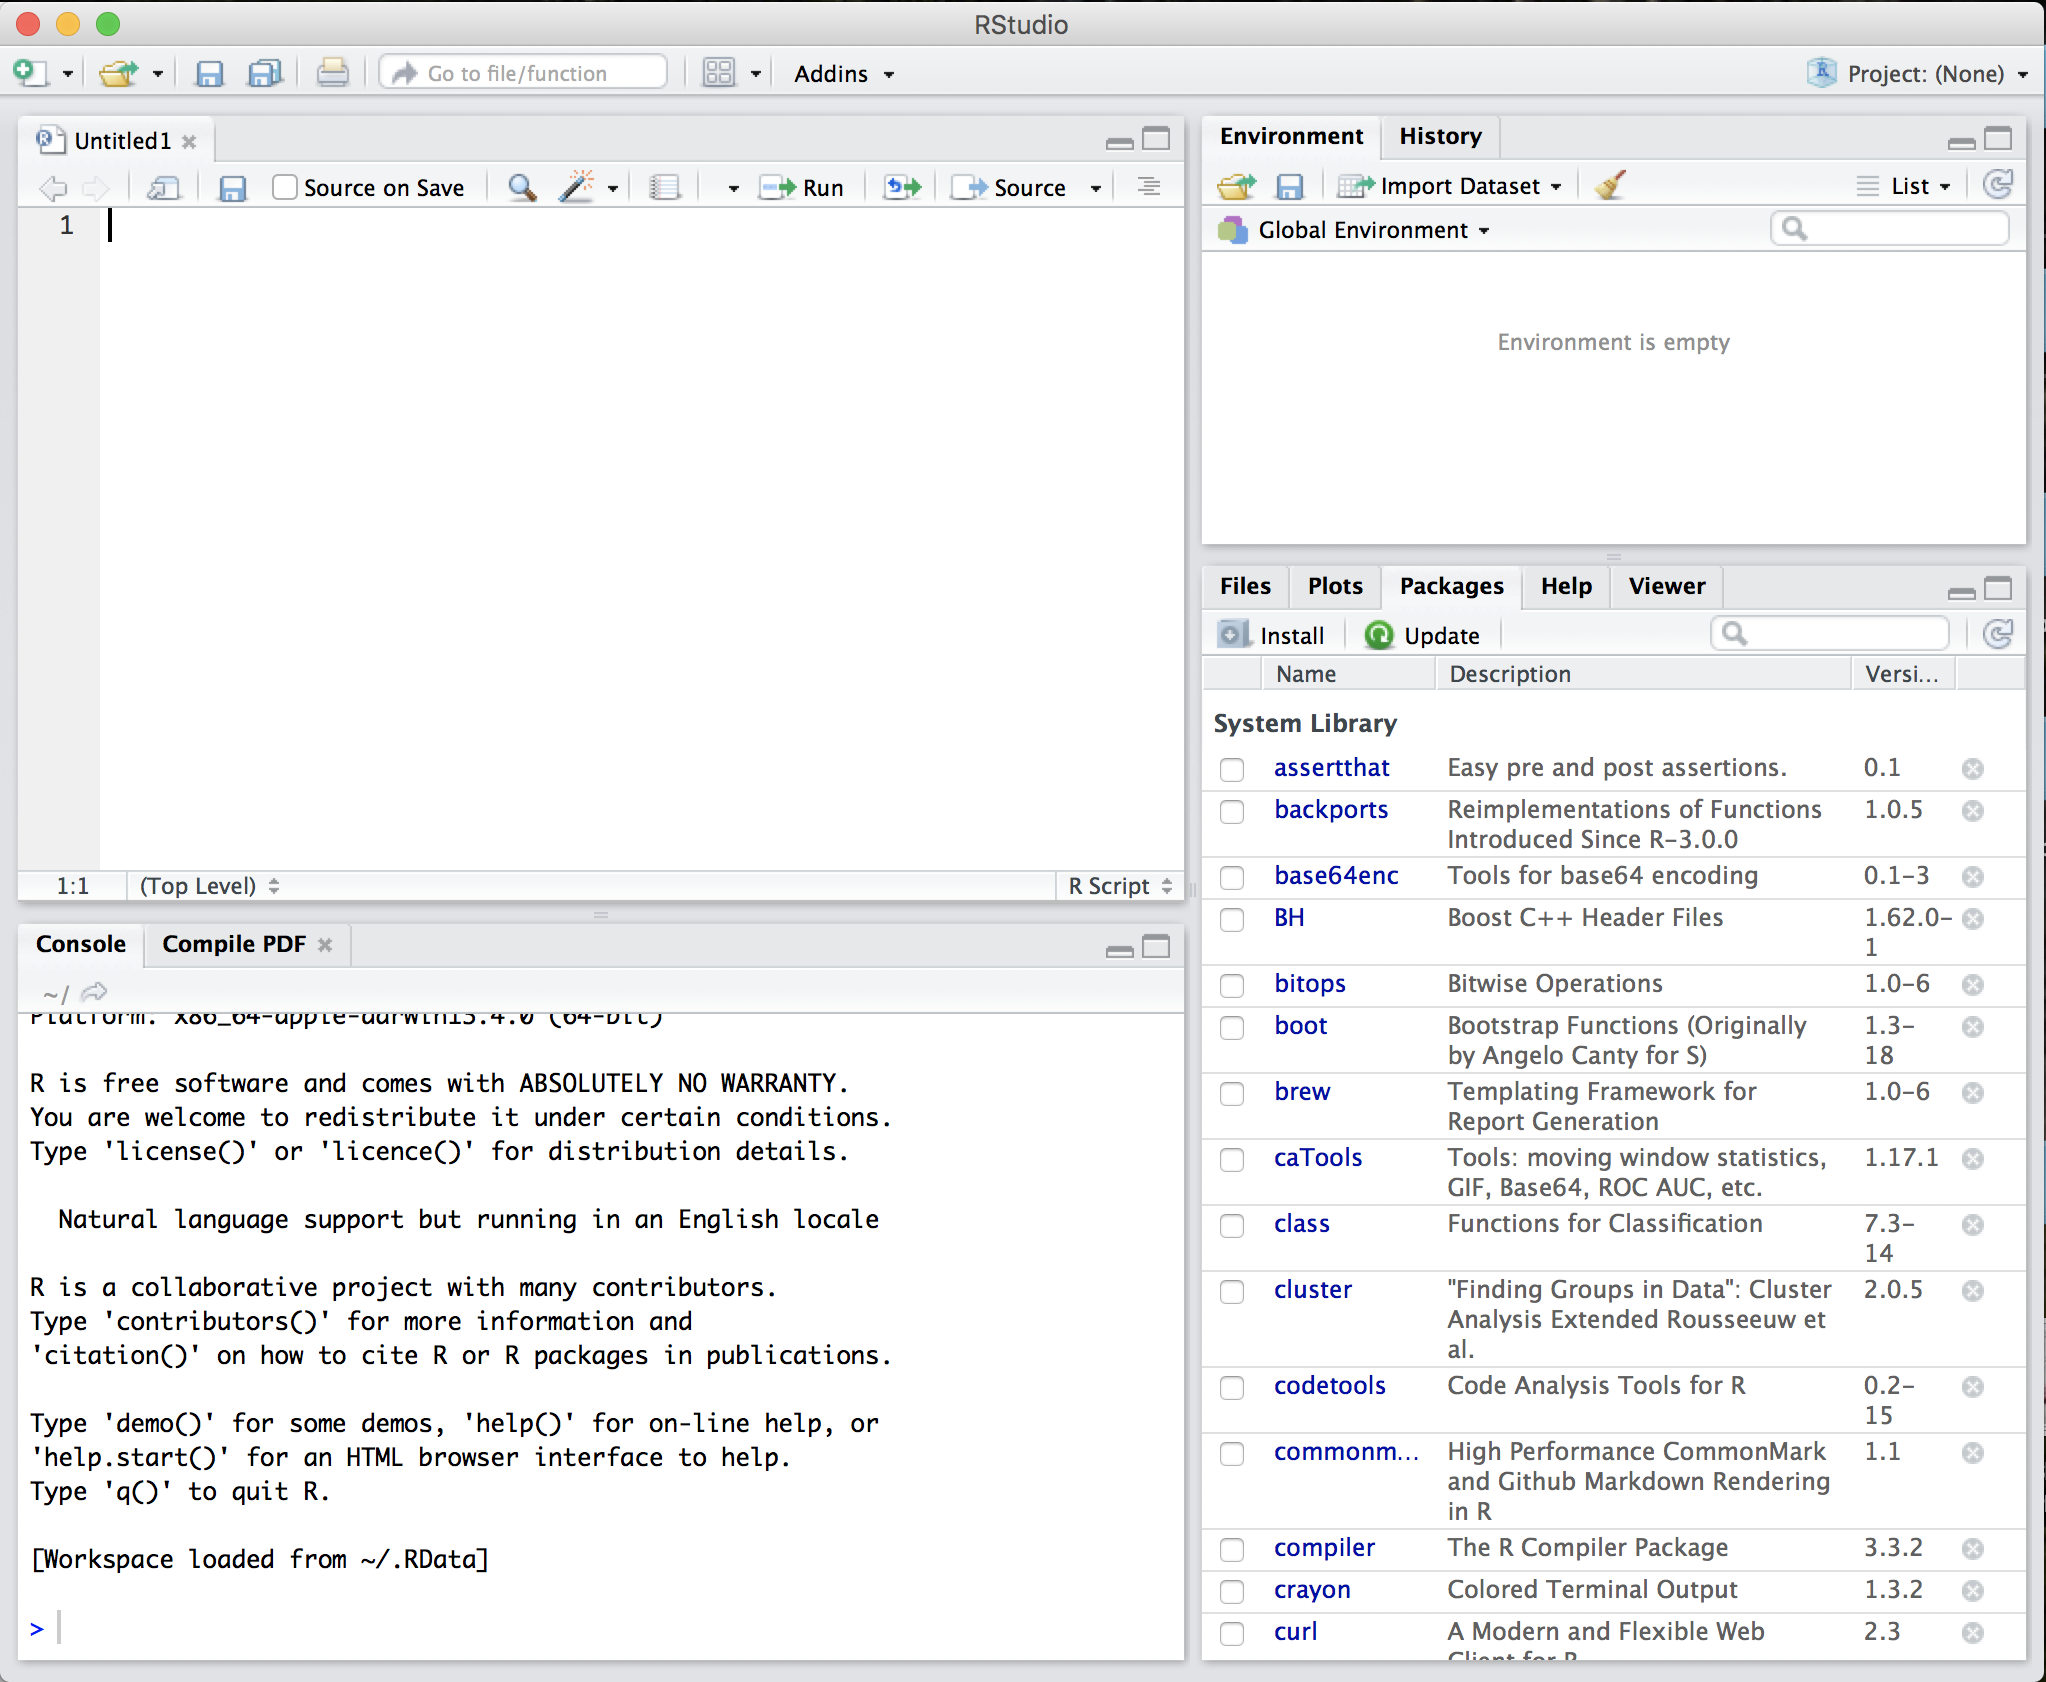 RStudio
Go to file/function
Addins
Project: (None)
Untitled1
Source on Save
Run
Source
1
1:1
(Top Level)
R Script
Console
Compile PDF
~/
Platform: x86_64-apple-darwin13.4.0 (64-bit)
R is free software and comes with ABSOLUTELY NO WARRANTY.
You are welcome to redistribute it under certain conditions.
Type 'license()' or 'licence()' for distribution details.
Natural language support but running in an English locale
R is a collaborative project with many contributors.
Type 'contributors()' for more information and
'citation()' on how to cite R or R packages in publications.
Type 'demo()' for some demos, 'help()' for on-line help, or
'help.start()' for an HTML browser interface to help.
Type 'q()' to quit R.
[Workspace loaded from ~/.RData]
>
Environment
History
Import Dataset
List
Global Environment
Environment is empty
Files
Plots
Packages
Help
Viewer
Install
Update
Name Description Versi...
System Library
assertthat Easy pre and post assertions. 0.1
backports Reimplementations of Functions 1.0.5
Introduced Since R-3.0.0
base64enc Tools for base64 encoding 0.1-3
BH Boost C++ Header Files 1.62.0-
1
bitops Bitwise Operations 1.0-6
boot Bootstrap Functions (Originally 1.3-
by Angelo Canty for S) 18
brew Templating Framework for 1.0-6
Report Generation
caTools Tools: moving window statistics, 1.17.1
GIF, Base64, ROC AUC, etc.
class Functions for Classification 7.3-
14
cluster "Finding Groups in Data": Cluster 2.0.5
Analysis Extended Rousseeuw et
al.
codetools Code Analysis Tools for R 0.2-
15
commonm... High Performance CommonMark 1.1
and Github Markdown Rendering
in R
compiler The R Compiler Package 3.3.2
crayon Colored Terminal Output 1.3.2
curl A Modern and Flexible Web 2.3
Client for R